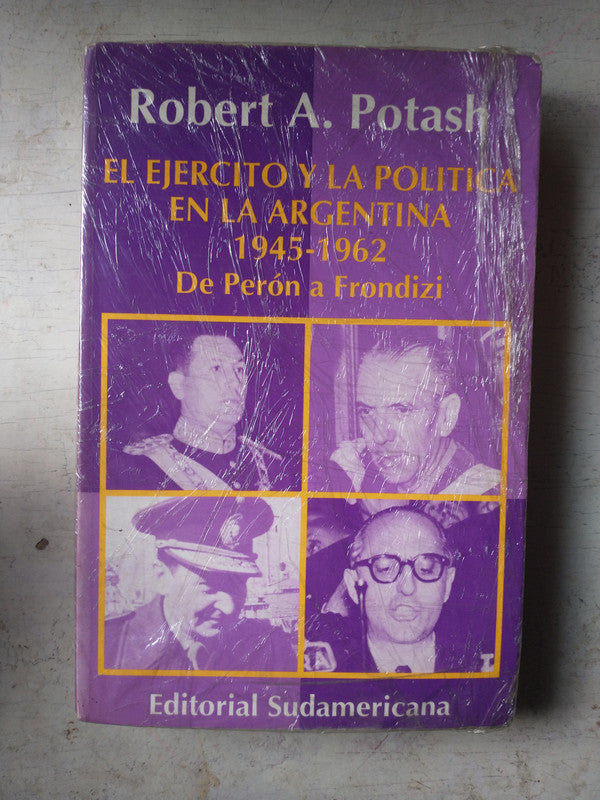 Robert A. Potash
EL EJERCITO Y LA POLITICA
EN LA ARGENTINA
1945-1962
De Perón a Frondizi
Editorial Sudamericana